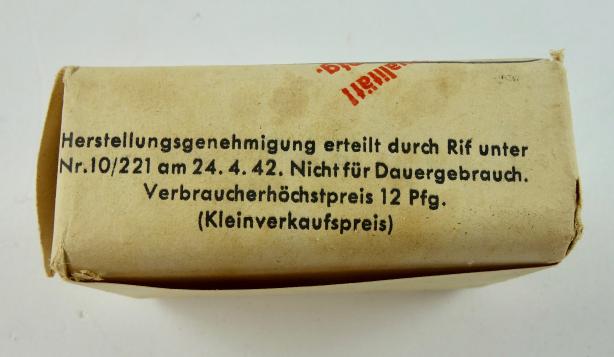 ualität!
Herstellungsgenehmigung erteilt durch Rif unter
Nr.10/221 am 24. 4. 42. Nicht für Dauergebrauch.
Verbraucherhöchstpreis 12 Pfg.
(Kleinverkaufspreis)